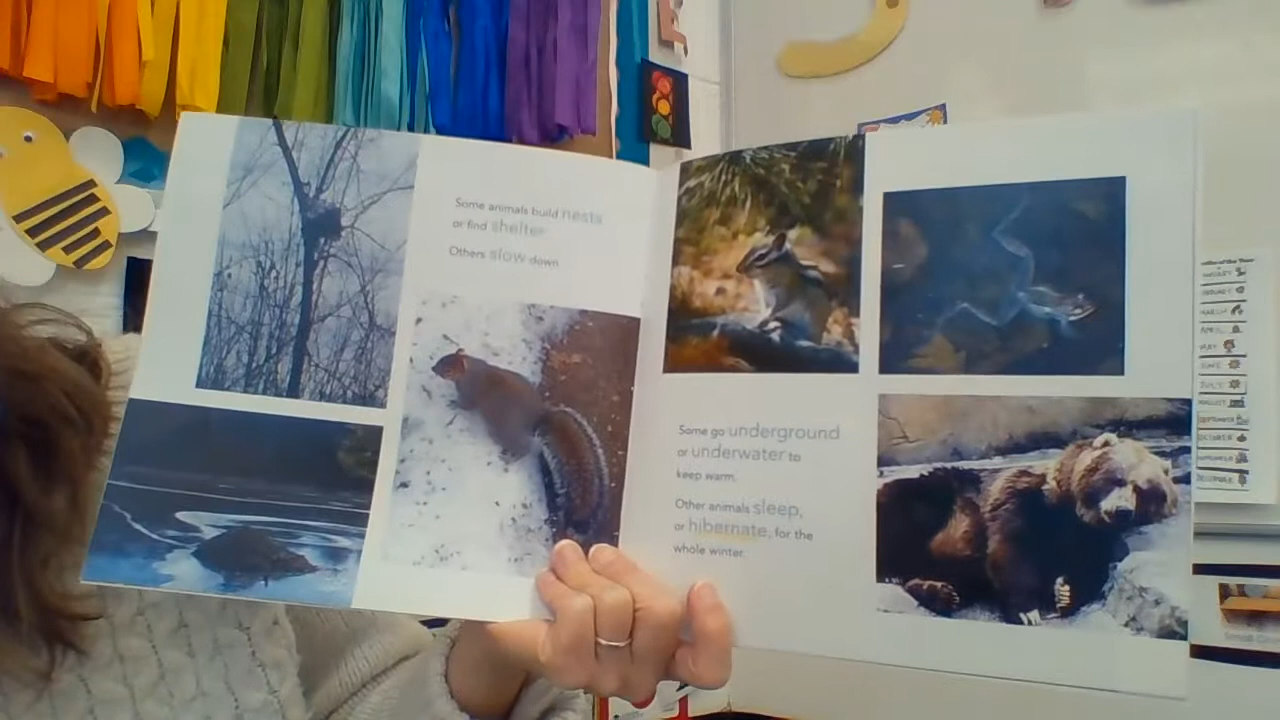 Some animals build nests
or find shelter.
Others slow down.
Some go underground
or underwater to
keep warm.
Other animals sleep,
or hibernate, for the
whole winter.
E